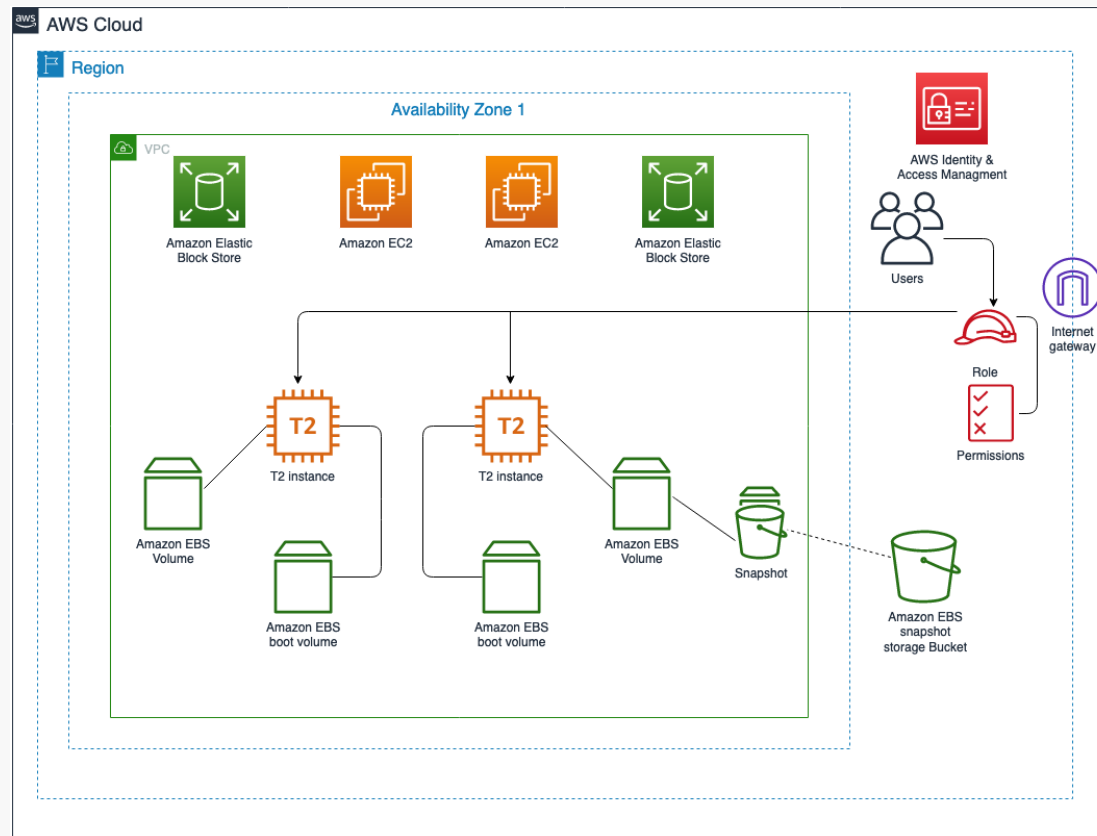 aws
AWS Cloud
Region
Availability Zone 1
VPC
Amazon Elastic
Block Store
Amazon EC2
Amazon EC2
Amazon Elastic
Block Store
AWS Identity &
Access Managment
Users
Internet
gateway
Role
Permissions
T2
T2 instance
T2
T2 instance
Amazon EBS
Volume
Amazon EBS
Volume
Snapshot
Amazon EBS
boot volume
Amazon EBS
boot volume
Amazon EBS
snapshot
storage Bucket